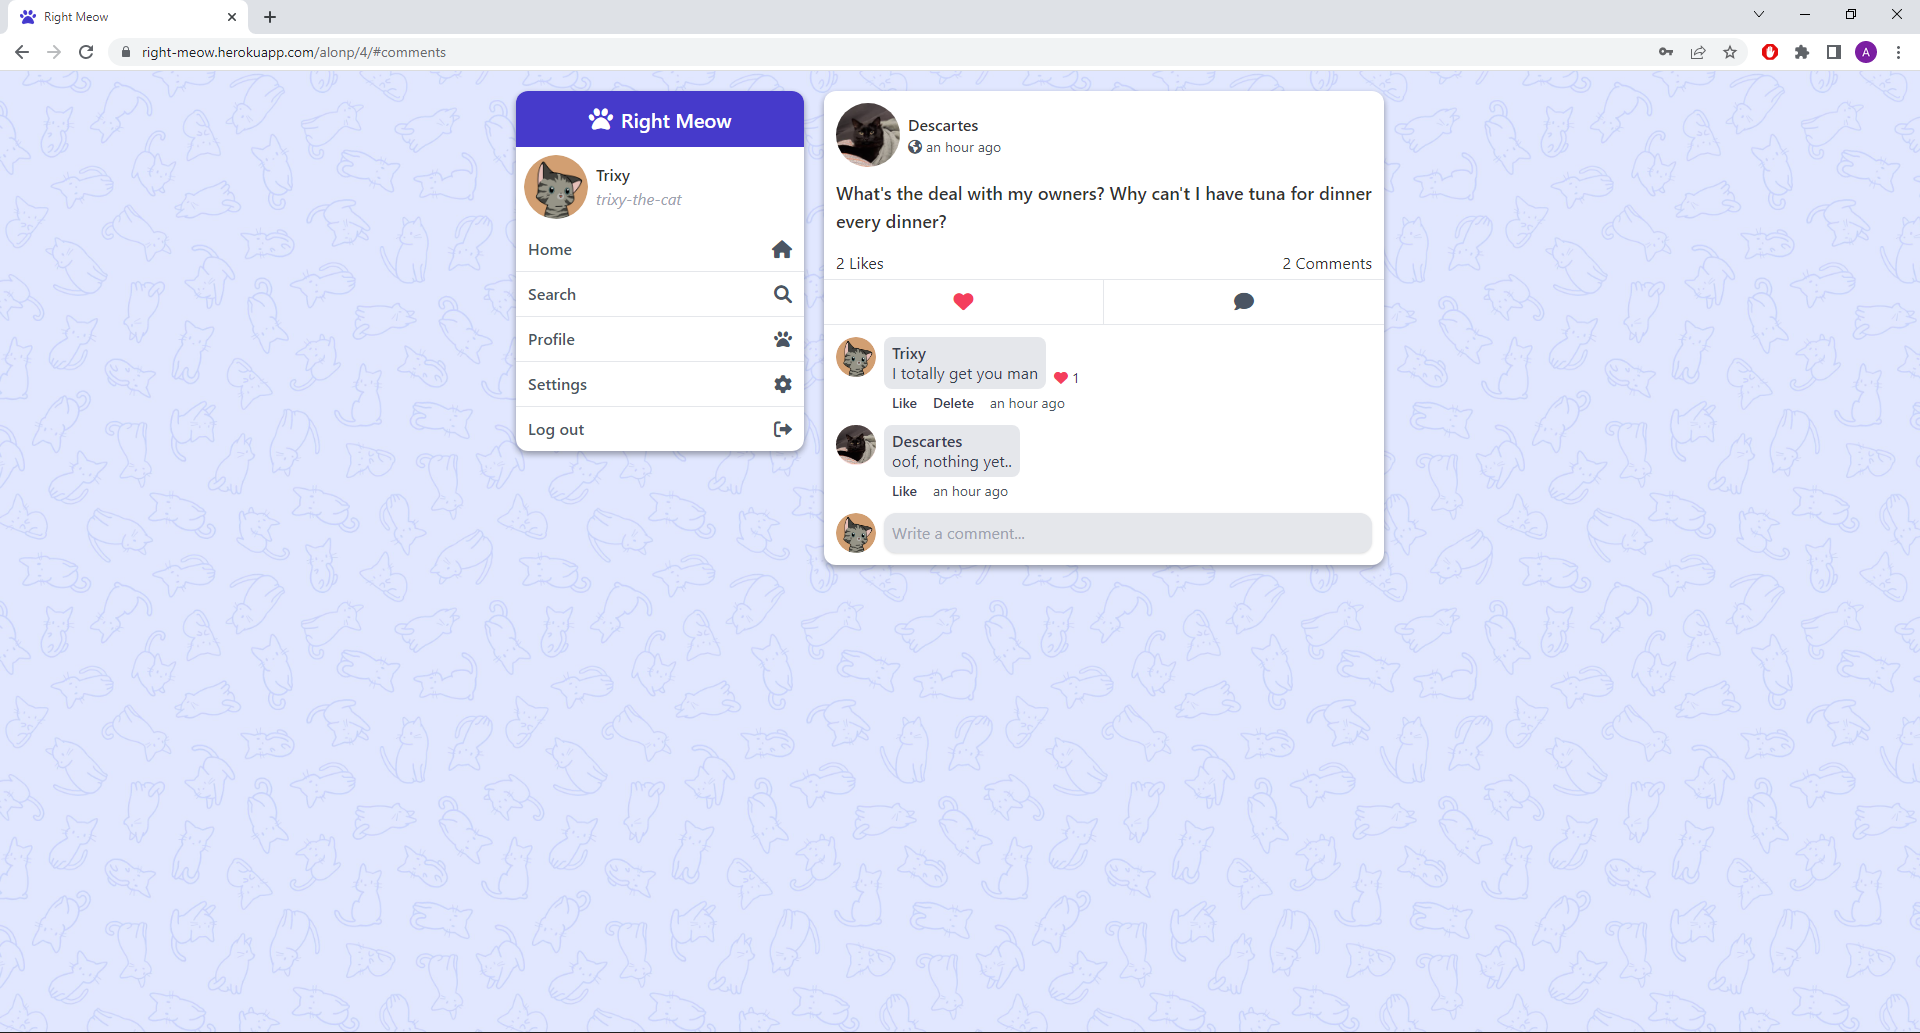 Right Meow
right-meow.herokuapp.com/alonp/4/#comments
A
Right Meow
Trixy
trixy-the-cat
Home
Search
Profile
Settings
Log out
Descartes
an hour ago
What's the deal with my owners? Why can't I have tuna for dinner
every dinner?
2 Likes
2 Comments
Trixy
I totally get you man
1
Like Delete an hour ago
Descartes
oof, nothing yet..
Like an hour ago
Write a comment...